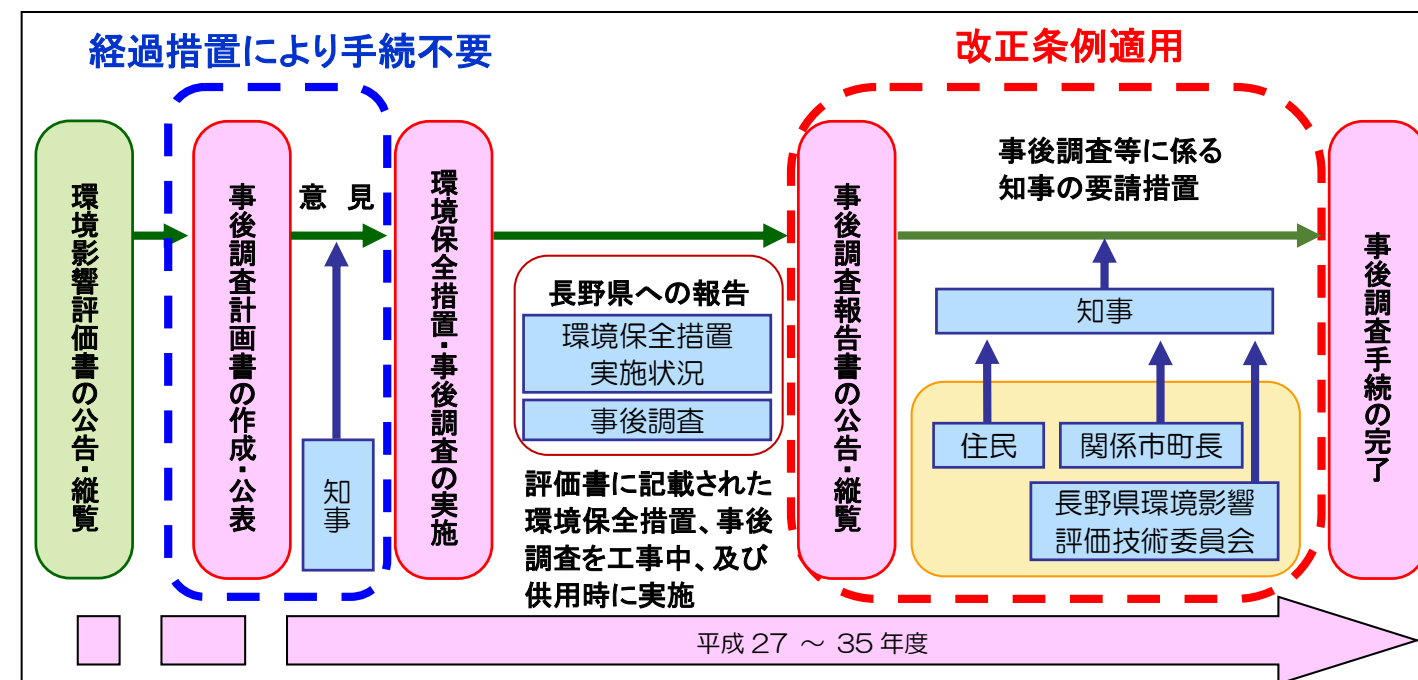 経過措置により手続不要
改正条例適用
環境影響評価書の公告・縦覧
事後調査計画書の作成・公表
意 見
知事
環境保全措置・事後調査の実施
長野県への報告
環境保全措置
実施状況
事後調査
評価書に記載された
環境保全措置、事後
調査を工事中、及び
供用時に実施
事後調査報告書の公告・縦覧
事後調査等に係る
知事の要請措置
知事
住民
関係市町長
長野県環境影響
評価技術委員会
事後調査手続の完了
平成 27 ～ 35 年度